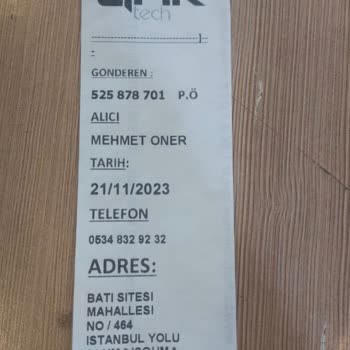 tech
GONDEREN :
525 878 701 P.Ö
ALICI
MEHMET ONER
TARIH:
21/11/2023
TELEFON
0534 832 92 32
ADRES:
BATI SITESI
MAHALLESI
NO / 464
ISTANBUL YOLU